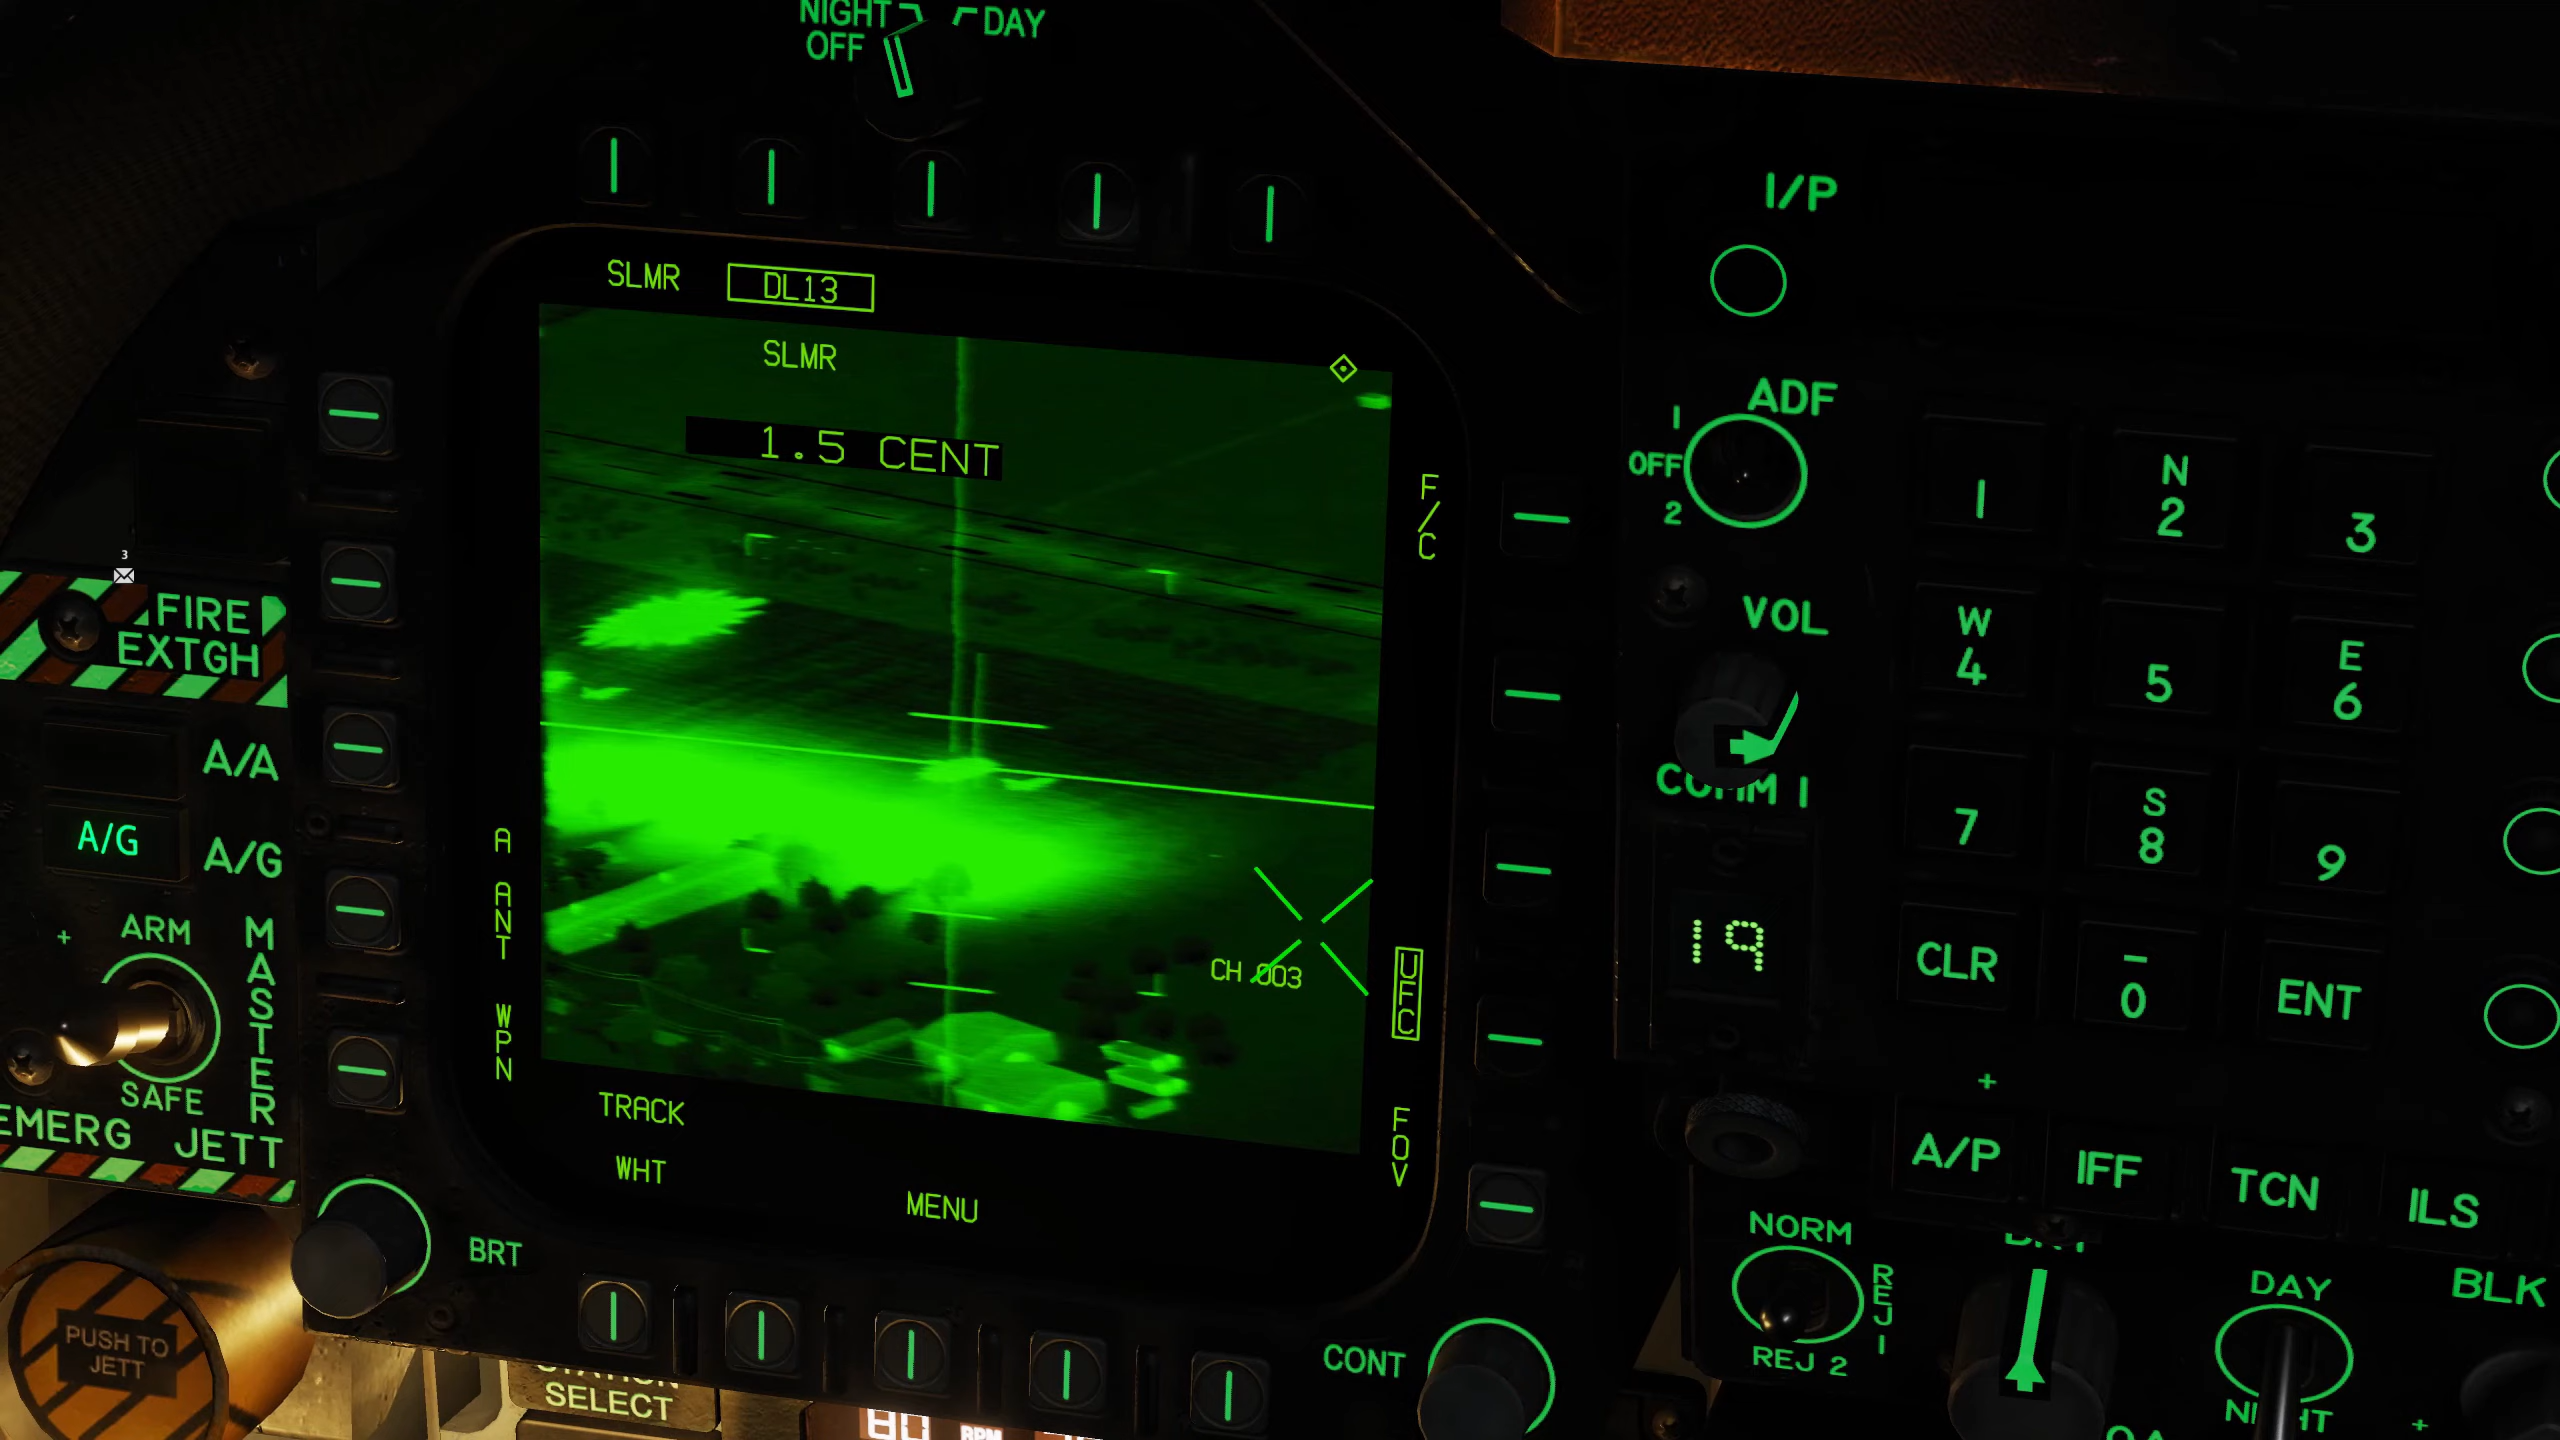 NIGHT
OFF
DAY
SLMR
DL13
SLMR
1.5 CENT
F/C
A
ANT
WPN
CH 003
UFC
FOV
TRACK
WHT
MENU
BRT
CONT
3
FIRE
EXTGH
A/A
A/G
A/G
ARM
MASTER
SAFE
EMERG JETT
PUSH TO
JETT
SELECT
80
RPM
I/P
ADF
1
OFF
2
VOL
COMM 1
19
1
N
2
3
W
4
5
E
6
7
S
8
9
CLR
-
0
ENT
+
+
A/P
IFF
TCN
ILS
NORM
REJ 1
REJ 2
BRT
DAY
NIGHT
BLK
+